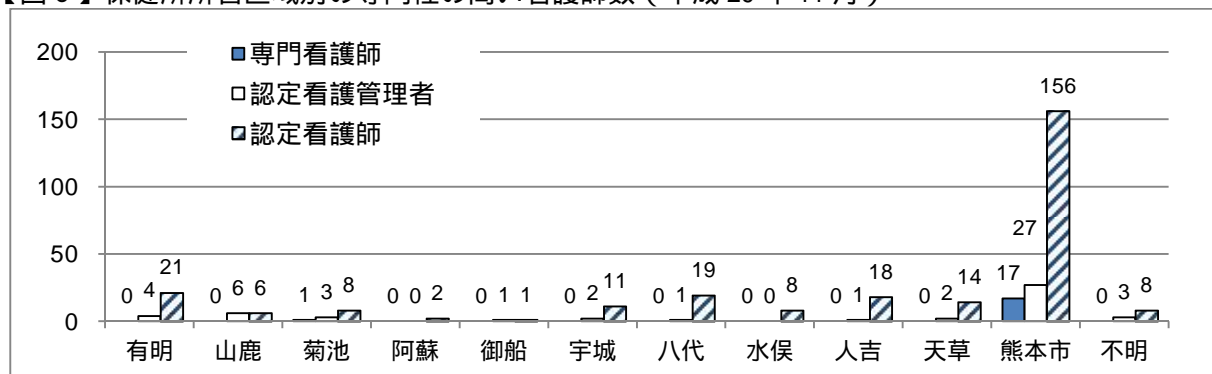 200
150
100
50
0
■専門看護師
□認定看護管理者
認定看護師
0 4 21
0 6 6
1 3 8
0 0 2
0 1 1
0 2 11
0 1 19
0 0 8
0 1 18
0 2 14
17 27 156
0 3 8
有明 山鹿 菊池 阿蘇 御船 宇城 八代 水俣 人吉 天草 熊本市 不明